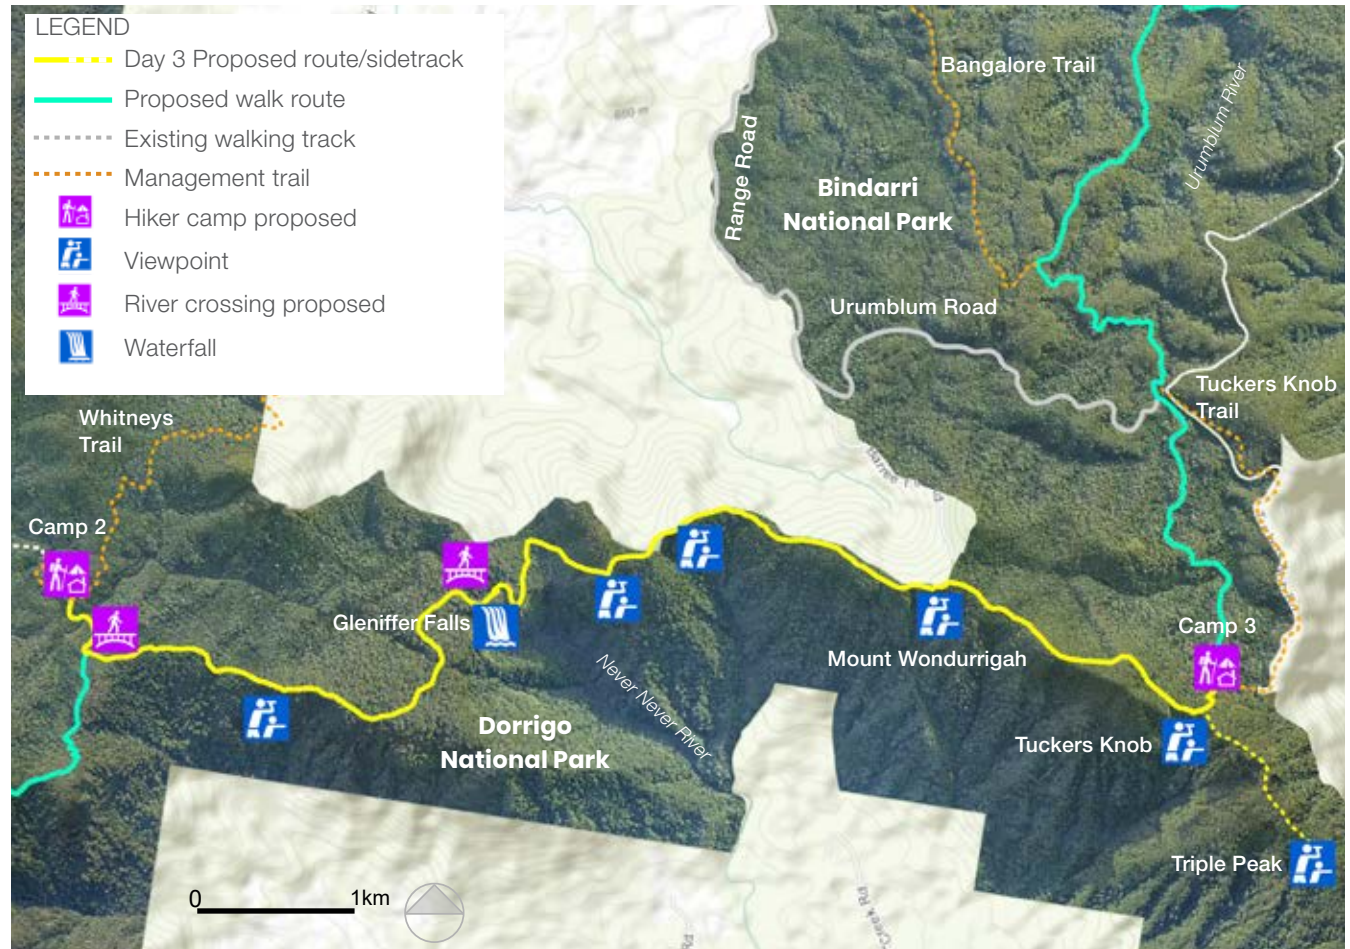 LEGEND
Day 3 Proposed route/sidetrack
Proposed walk route
Existing walking track
Management trail
Hiker camp proposed
Viewpoint
River crossing proposed
Waterfall
Bangalore Trail
Urumblum River
Range Road
Bindarri
National Park
Urumblum Road
Tuckers Knob
Trail
Whitneys
Trail
Camp 2
Gleniffer Falls
Never Never River
Mount Wondurrigah
Camp 3
Dorrigo
National Park
Tuckers Knob
Triple Peak
0
1km
Creek Rd